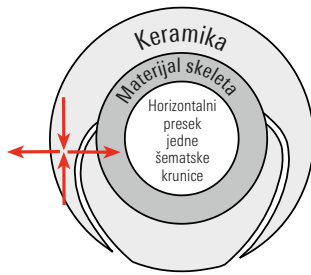 Keramika
Materijal skeleta
Horizontalni
presek
jedne
šematske
krunice